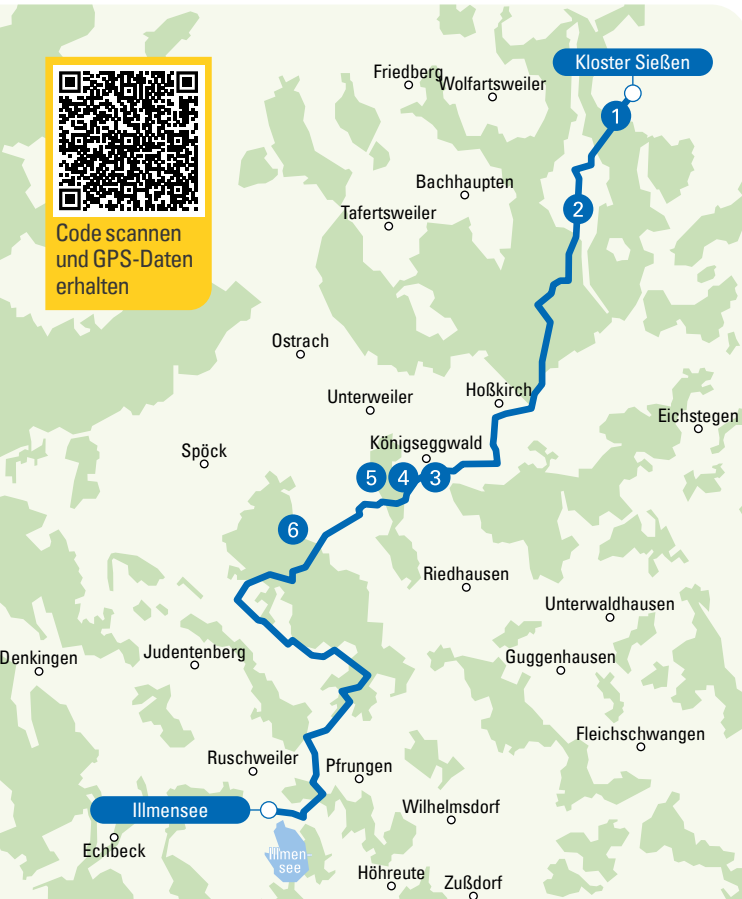 Kloster Sießen
Friedberg
Wolfartsweiler
1
Bachhaupten
2
Tafertsweiler
Code scannen
und GPS-Daten
erhalten
Ostrach
Unterweiler
Hoßkirch
Eichstegen
Spöck
Königseggwald
5
4
3
6
Riedhausen
Unterwaldhausen
Denkingen
Judentenberg
Guggenhausen
Fleichschwangen
Ruschweiler
Pfrungen
Illmensee
Wilhelmsdorf
Echbeck
Illmen-
see
Höhreute
Zußdorf